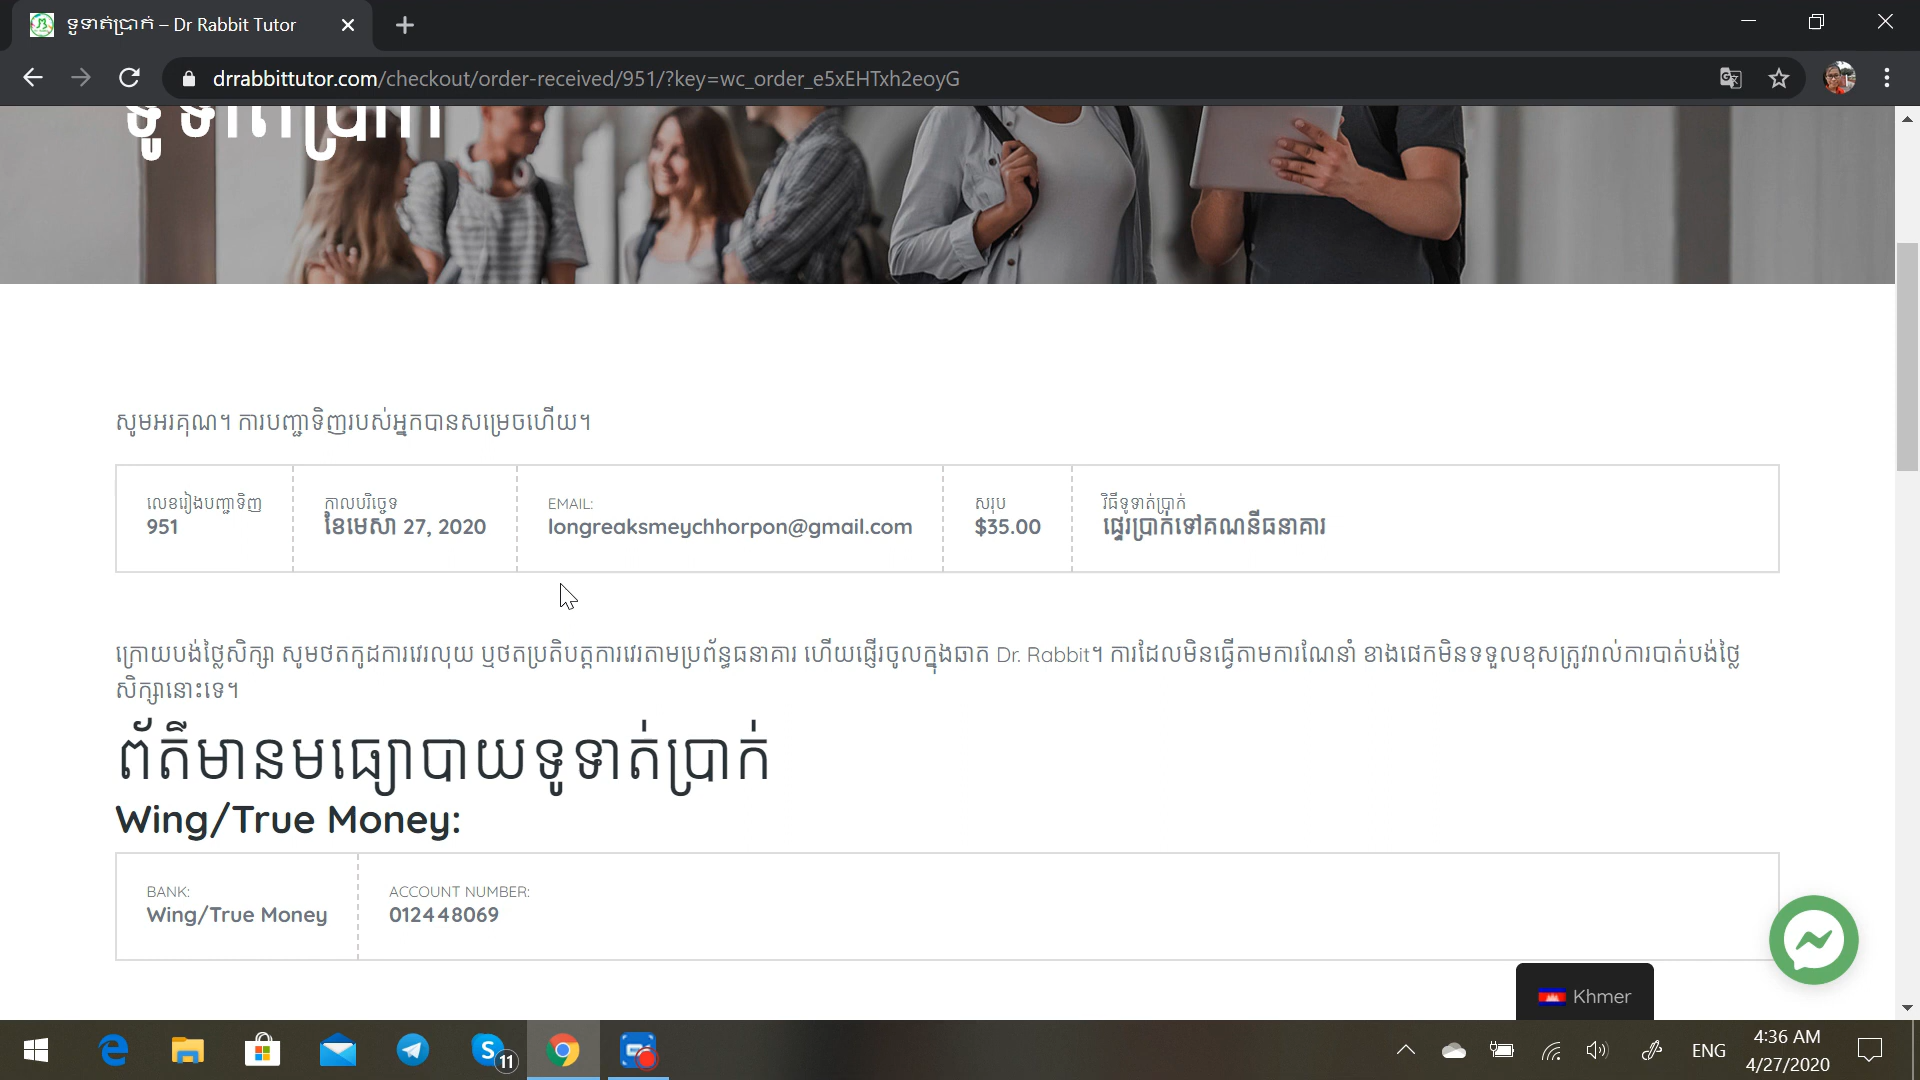 ទូទាត់ប្រាក់ – Dr Rabbit Tutor
drrabbittutor.com/checkout/order-received/951/?key=wc_order_e5xEHTxh2eoyG
ទូទាត់ប្រាក់
សូមអរគុណ។ ការបញ្ជាទិញរបស់អ្នកបានសម្រេចហើយ។
លេខរៀងបញ្ជាទិញ
951
កាលបរិច្ចេទ
ខែមេសា 27, 2020
EMAIL:
longreaksmeychhorpon@gmail.com
សរុប
$35.00
វិធីទូទាត់ប្រាក់
ផ្ទេរប្រាក់ទៅគណនីធនាគារ
ក្រោយបង់ថ្លៃសិក្សា សូមថតកូដការវេរលុយ ឬថតប្រតិបត្តការវេរតាមប្រព័ន្ធធនាគារ ហើយផ្ញើរចូលក្នុងឆាត Dr. Rabbit។ ការដែលមិនធ្វើតាមការណែនាំ ខាងផេកមិនទទួលខុសត្រូវរាល់ការបាត់បង់ថ្លៃ
សិក្សានោះទេ។
ព័ត៌មានមធ្យោបាយទូទាត់ប្រាក់
Wing/True Money:
BANK:
Wing/True Money
ACCOUNT NUMBER:
012448069
Khmer
11
ENG
4:36 AM
4/27/2020